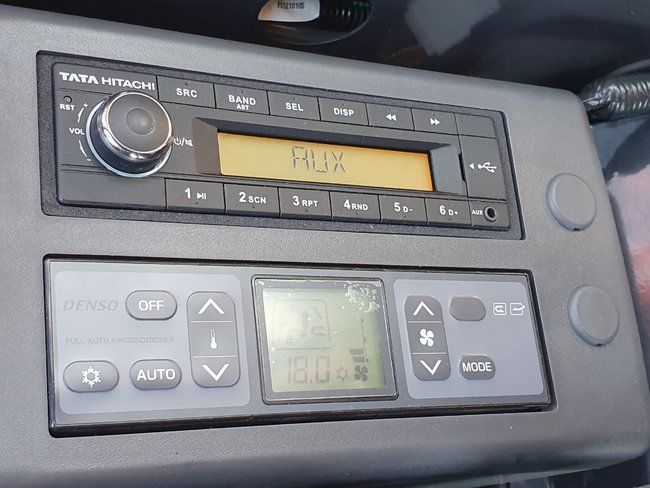 F21210105
TATA HITACHI
SRC
BAND
AST
SEL
DISP
RST
VOL
AUX
1
2 SCN
3 RPT
4 RND
5 D-
6 D+
AUX
DENSO
OFF
FULL AUTO AIRCONDITIONER
AUTO
18.0
MODE